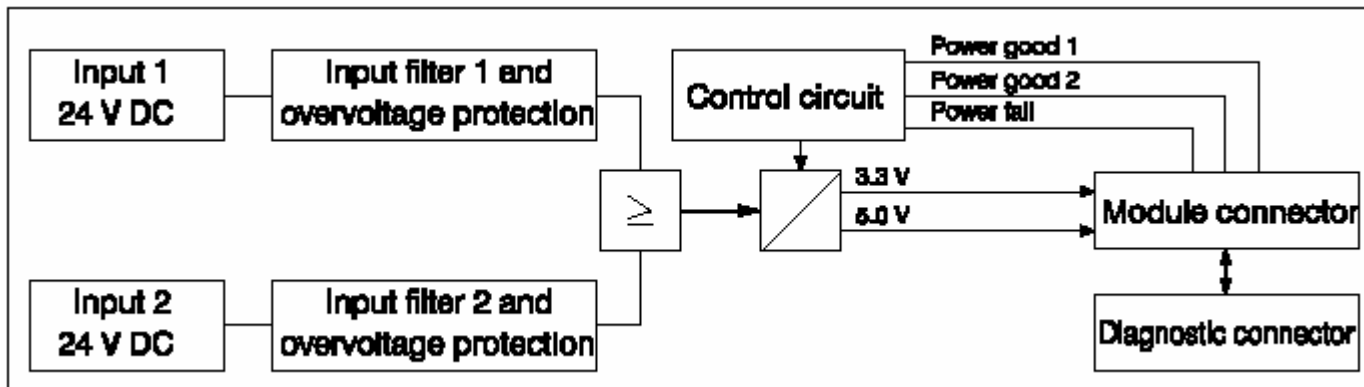 Input 1
24 V DC
Input filter 1 and
overvoltage protection
Control circuit
Power good 1
Power good 2
Power fail
≥
3.3 V
5.0 V
Module connector
Input 2
24 V DC
Input filter 2 and
overvoltage protection
Diagnostic connector